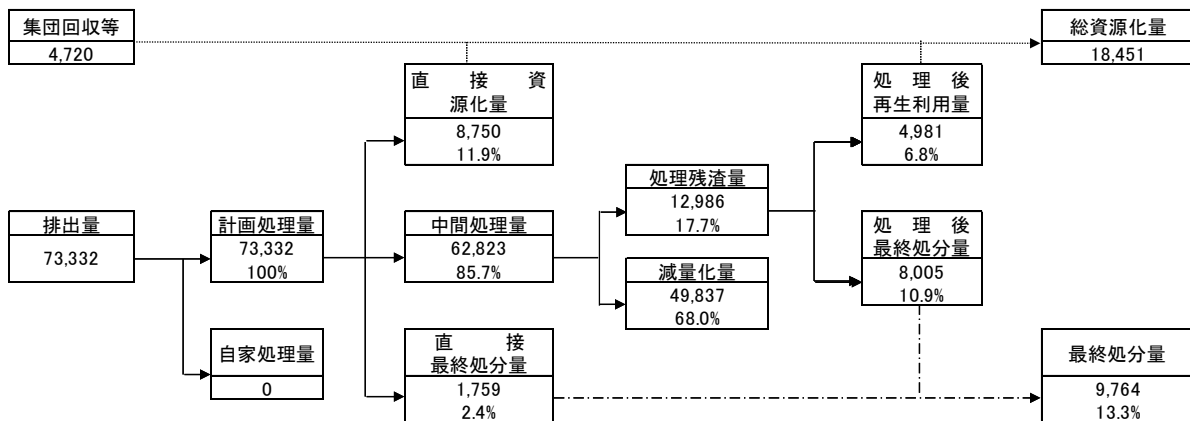 集団回収等
4,720
総資源化量
18,451
直接資
源化量
8,750
11.9%
処理後
再生利用量
4,981
6.8%
処理残渣量
12,986
17.7%
排出量
73,332
計画処理量
73,332
100%
中間処理量
62,823
85.7%
処理後
最終処分量
8,005
10.9%
減量化量
49,837
68.0%
自家処理量
0
直接
最終処分量
1,759
2.4%
最終処分量
9,764
13.3%